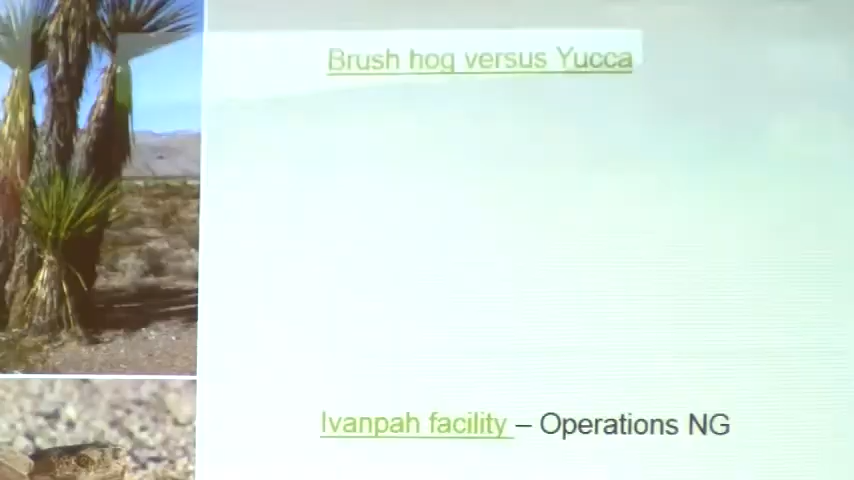 Brush hog versus Yucca
Ivanpah facility – Operations NG